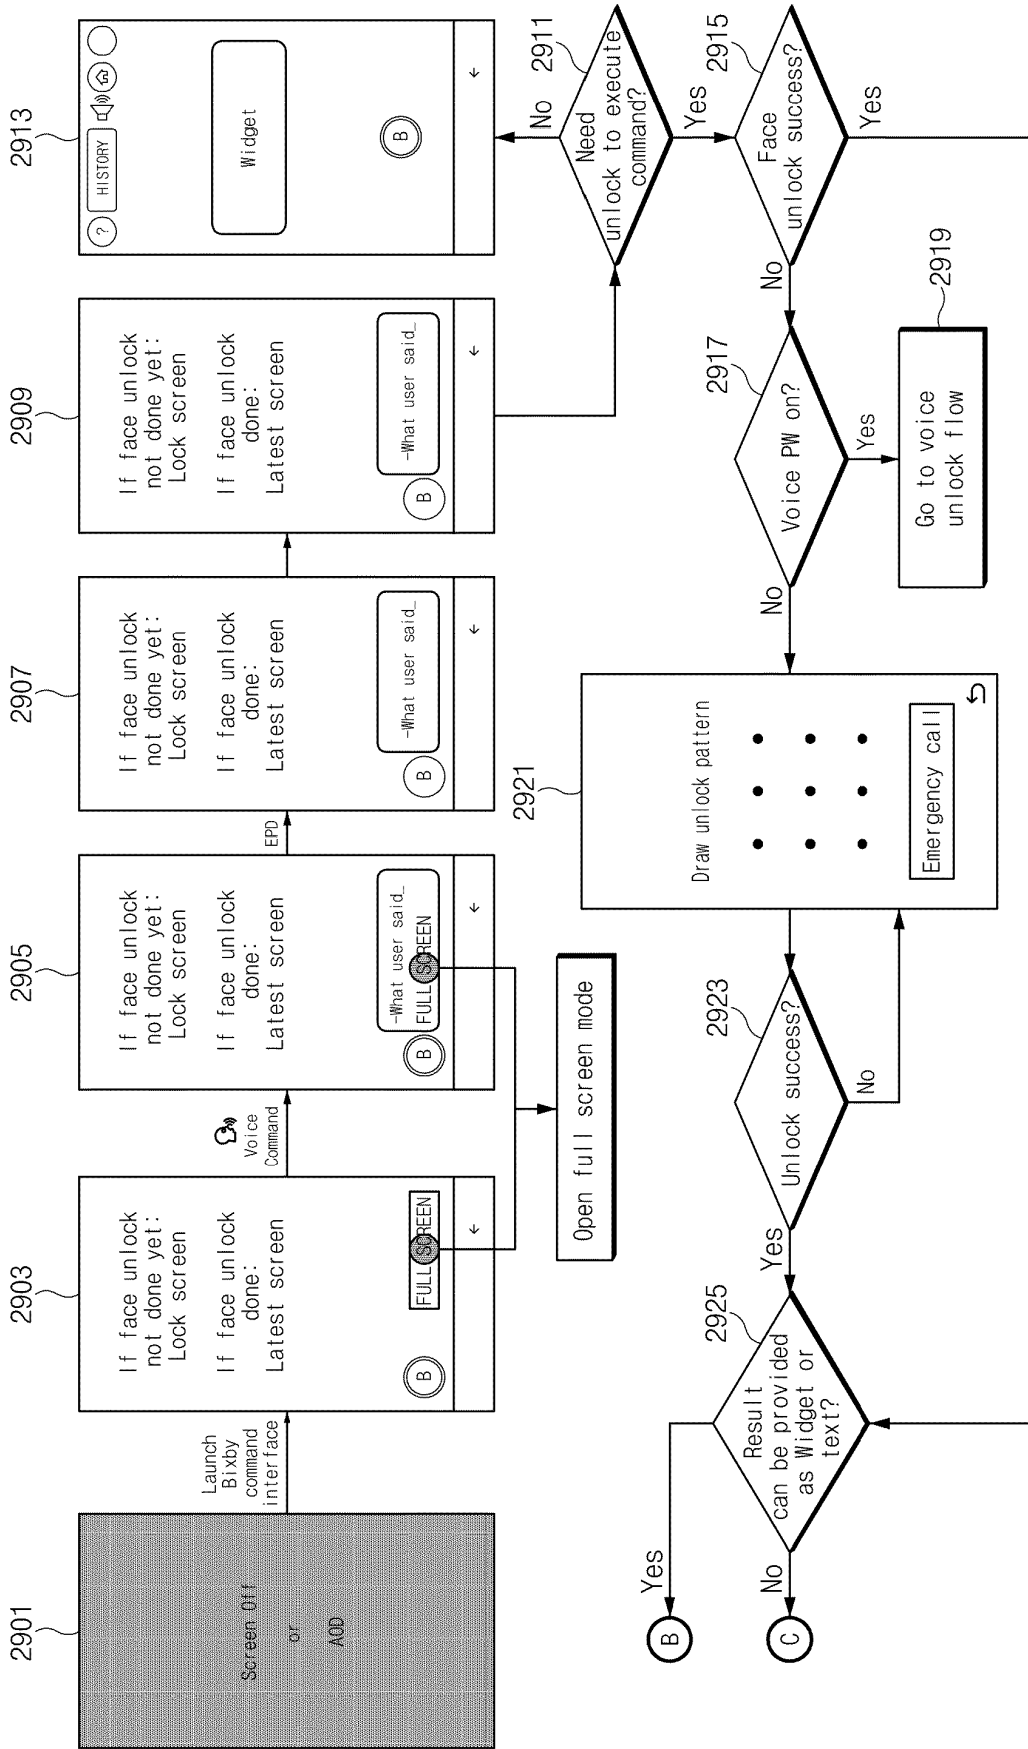 2901
Screen Off
or
AOD
Launch
Bixby
command
interface
2903
If face unlock
not done yet:
Lock screen
If face unlock
done:
Latest screen
B
FULL SCREEN
←
Voice
Command
2905
If face unlock
not done yet:
Lock screen
If face unlock
done:
Latest screen
-What user said_
FULL SCREEN
B
←
Open full screen mode
EPD
2907
If face unlock
not done yet:
Lock screen
If face unlock
done:
Latest screen
-What user said_
B
←
2909
If face unlock
not done yet:
Lock screen
If face unlock
done:
Latest screen
-What user said_
B
←
2913
? HISTORY
Widget
B
←
No
2911
Need
unlock to execute
command?
Yes
2915
Face
unlock success?
Yes
No
2917
Voice PW on?
Yes
2919
Go to voice
unlock flow
No
2921
Draw unlock pattern
Emergency call
2923
Unlock success?
No
Yes
2925
Result
can be provided
as Widget or
text?
Yes
B
No
C